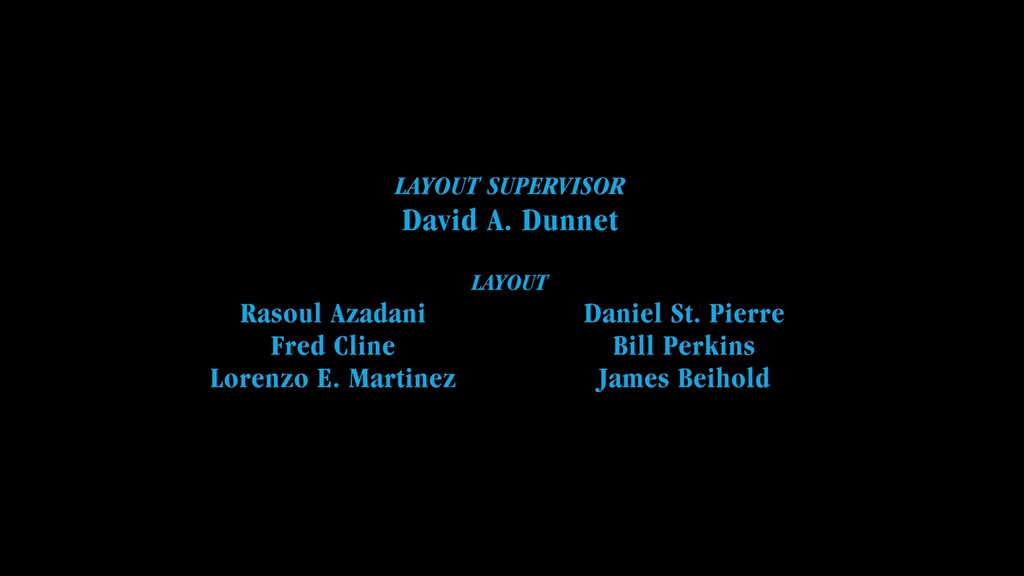 LAYOUT SUPERVISOR
David A. Dunnet
LAYOUT
Rasoul Azadani Daniel St. Pierre
Fred Cline Bill Perkins
Lorenzo E. Martinez James Beihold